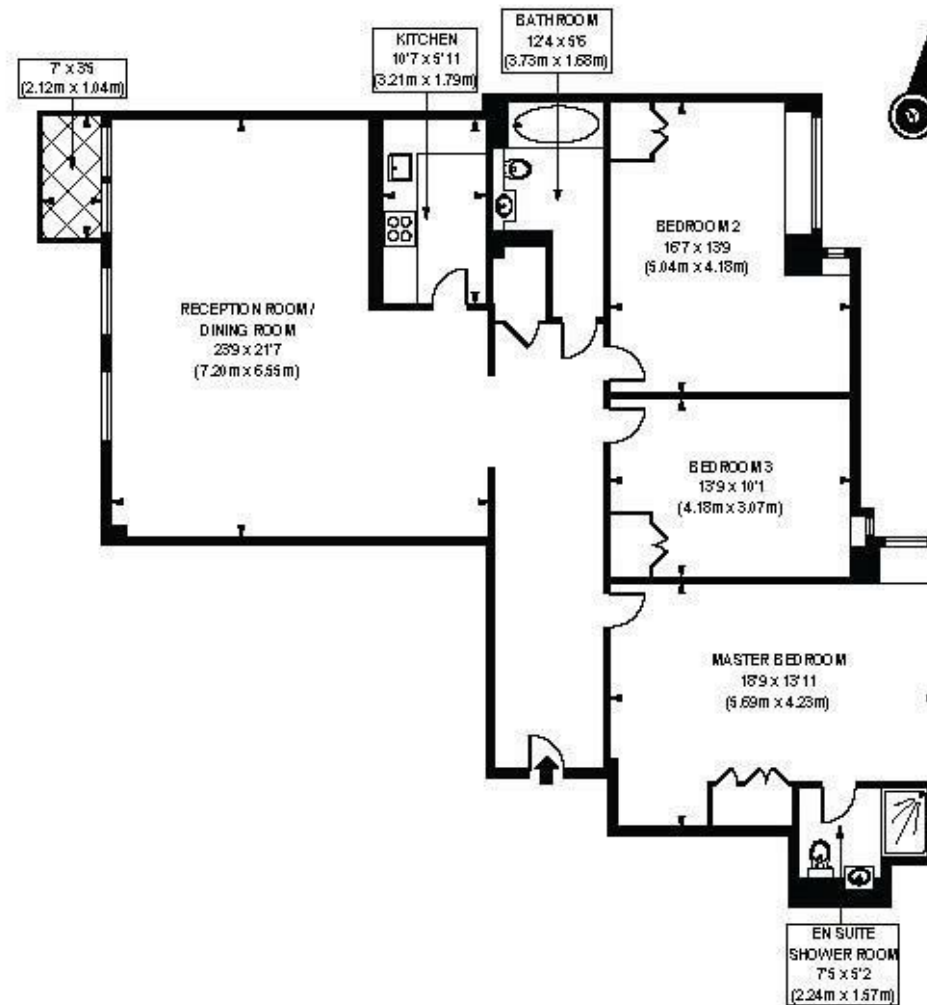 BATHROOM
12'4 x 5'6
(3.73m x 1.68m)
KITCHEN
10'7 x 5'11
(3.21m x 1.79m)
7' x 3'5
(2.12m x 1.04m)
BEDROOM 2
16'7 x 13'9
(5.04m x 4.18m)
RECEPTION ROOM /
DINING ROOM
23'9 x 21'7
(7.20m x 6.55m)
BEDROOM 3
13'9 x 10'1
(4.18m x 3.07m)
MASTER BEDROOM
18'9 x 13'11
(5.69m x 4.23m)
EN SUITE
SHOWER ROOM
7'5 x 5'2
(2.24m x 1.57m)